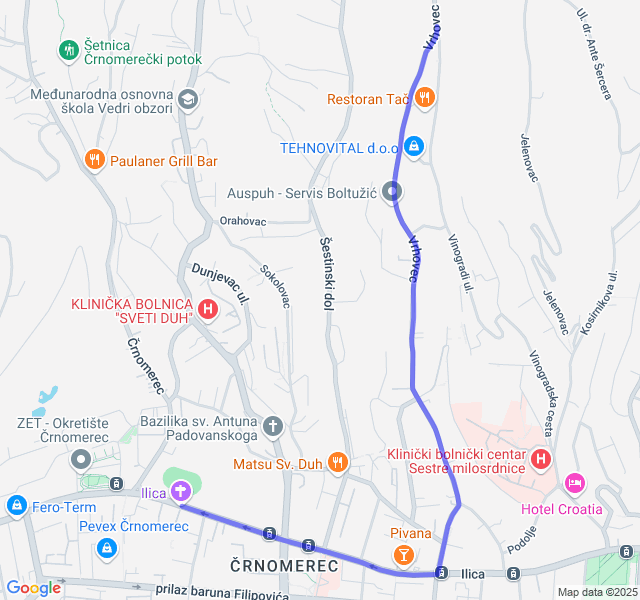 Vrhovec
Ul. dr. Ante Šercera
Šetnica
Črnomerečki potok
Međunarodna osnovna
škola Vedri obzori
Restoran Tač
TEHNOVITAL d.o.o
Jelenovac
Paulaner Grill Bar
Auspuh - Servis Boltužić
Orahovac
Šestinski dol
Vrhovec
Vinogradi ul.
Dunjevac ul.
Sokolovac
Kosirnikova ul.
Jelenovac
KLINIČKA BOLNICA
"SVETI DUH"
Črnomerec
Vinogradska cesta
ZET - Okretište
Črnomerec
Bazilika sv. Antuna
Padovanskoga
Matsu Sv. Duh
Klinički bolnički centar
Sestre milosrdnice
Ilica
Hotel Croatia
Fero-Term
Pevex Črnomerec
Pivana
Podolje
ČRNOMEREC
Ilica
Google
prilaz baruna Filipovića
Map data ©2025